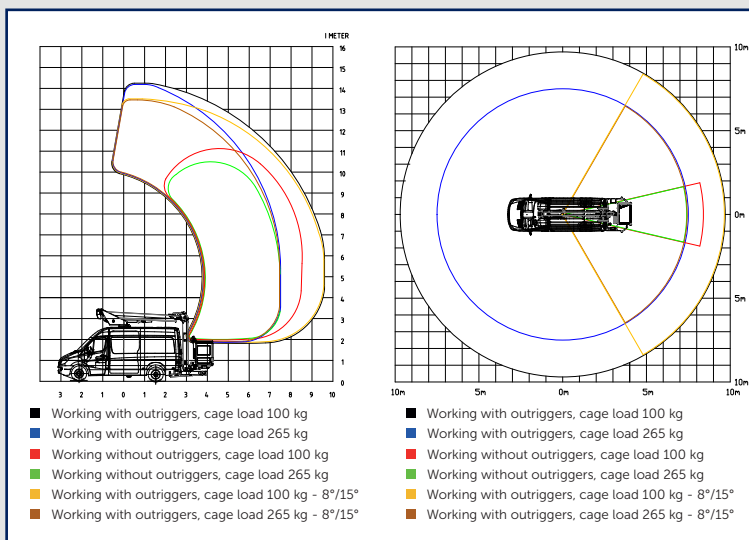 1 METER
16
15
14
13
12
11
10
9
8
7
6
5
4
3
2
1
0
3 2 1 0 1 2 3 4 5 6 7 8 9 10
Working with outriggers, cage load 100 kg
Working with outriggers, cage load 265 kg
Working without outriggers, cage load 100 kg
Working without outriggers, cage load 265 kg
Working with outriggers, cage load 100 kg - 8°/15°
Working with outriggers, cage load 265 kg - 8°/15°
10m
5m
0m
5m
10m
10m 5m 0m 5m
Working with outriggers, cage load 100 kg
Working with outriggers, cage load 265 kg
Working without outriggers, cage load 100 kg
Working without outriggers, cage load 265 kg
Working with outriggers, cage load 100 kg - 8°/15°
Working with outriggers, cage load 265 kg - 8°/15°